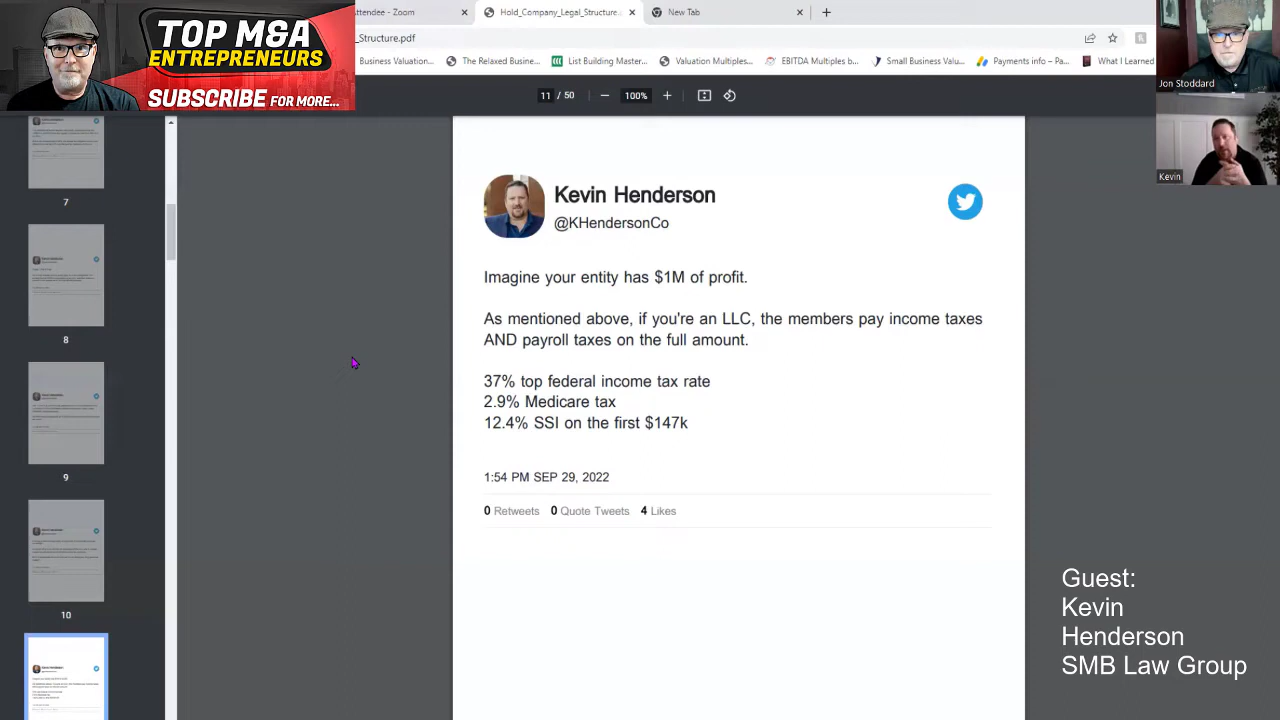 TOP M&A
ENTREPRENEURS
SUBSCRIBE FOR MORE...
ttendee - Zoom
Hold_Company_Legal_Structure...
New Tab
_Structure.pdf
Business Valuation...
The Relaxed Busine...
List Building Master...
Valuation Multiples...
EBITDA Multiples b...
Small Business Valu...
Payments info – Pa...
What I Learned
Jon Stoddard
Kevin
11 / 50
100%
7
8
9
10
Kevin Henderson
@KHendersonCo
Imagine your entity has $1M of profit.
As mentioned above, if you're an LLC, the members pay income taxes
AND payroll taxes on the full amount.
37% top federal income tax rate
2.9% Medicare tax
12.4% SSI on the first $147k
1:54 PM SEP 29, 2022
0 Retweets 0 Quote Tweets 4 Likes
Guest:
Kevin
Henderson
SMB Law Group